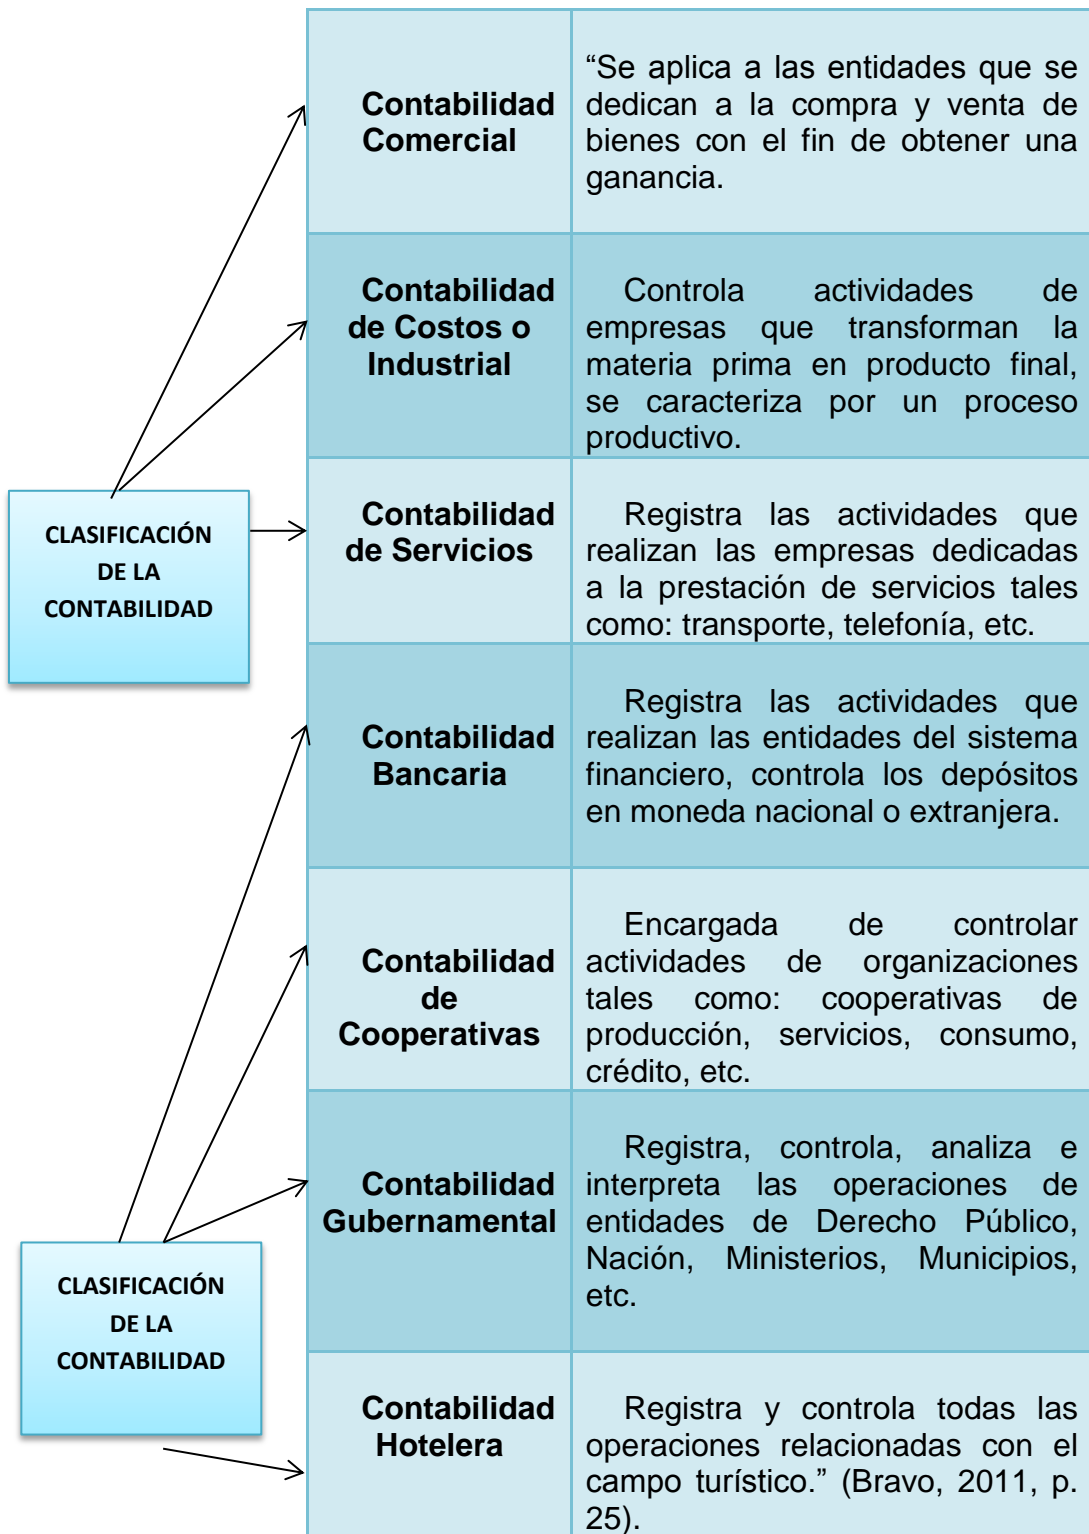 Contabilidad
Comercial
“Se aplica a las entidades que se
dedican a la compra y venta de
bienes con el fin de obtener una
ganancia.
Contabilidad
de Costos o
Industrial
Controla actividades de
empresas que transforman la
materia prima en producto final,
se caracteriza por un proceso
productivo.
CLASIFICACIÓN
DE LA
CONTABILIDAD
Contabilidad
de Servicios
Registra las actividades que
realizan las empresas dedicadas
a la prestación de servicios tales
como: transporte, telefonía, etc.
Contabilidad
Bancaria
Registra las actividades que
realizan las entidades del sistema
financiero, controla los depósitos
en moneda nacional o extranjera.
Contabilidad
de
Cooperativas
Encargada de controlar
actividades de organizaciones
tales como: cooperativas de
producción, servicios, consumo,
crédito, etc.
Contabilidad
Gubernamental
Registra, controla, analiza e
interpreta las operaciones de
entidades de Derecho Público,
Nación, Ministerios, Municipios,
etc.
CLASIFICACIÓN
DE LA
CONTABILIDAD
Contabilidad
Hotelera
Registra y controla todas las
operaciones relacionadas con el
campo turístico.” (Bravo, 2011, p.
25).